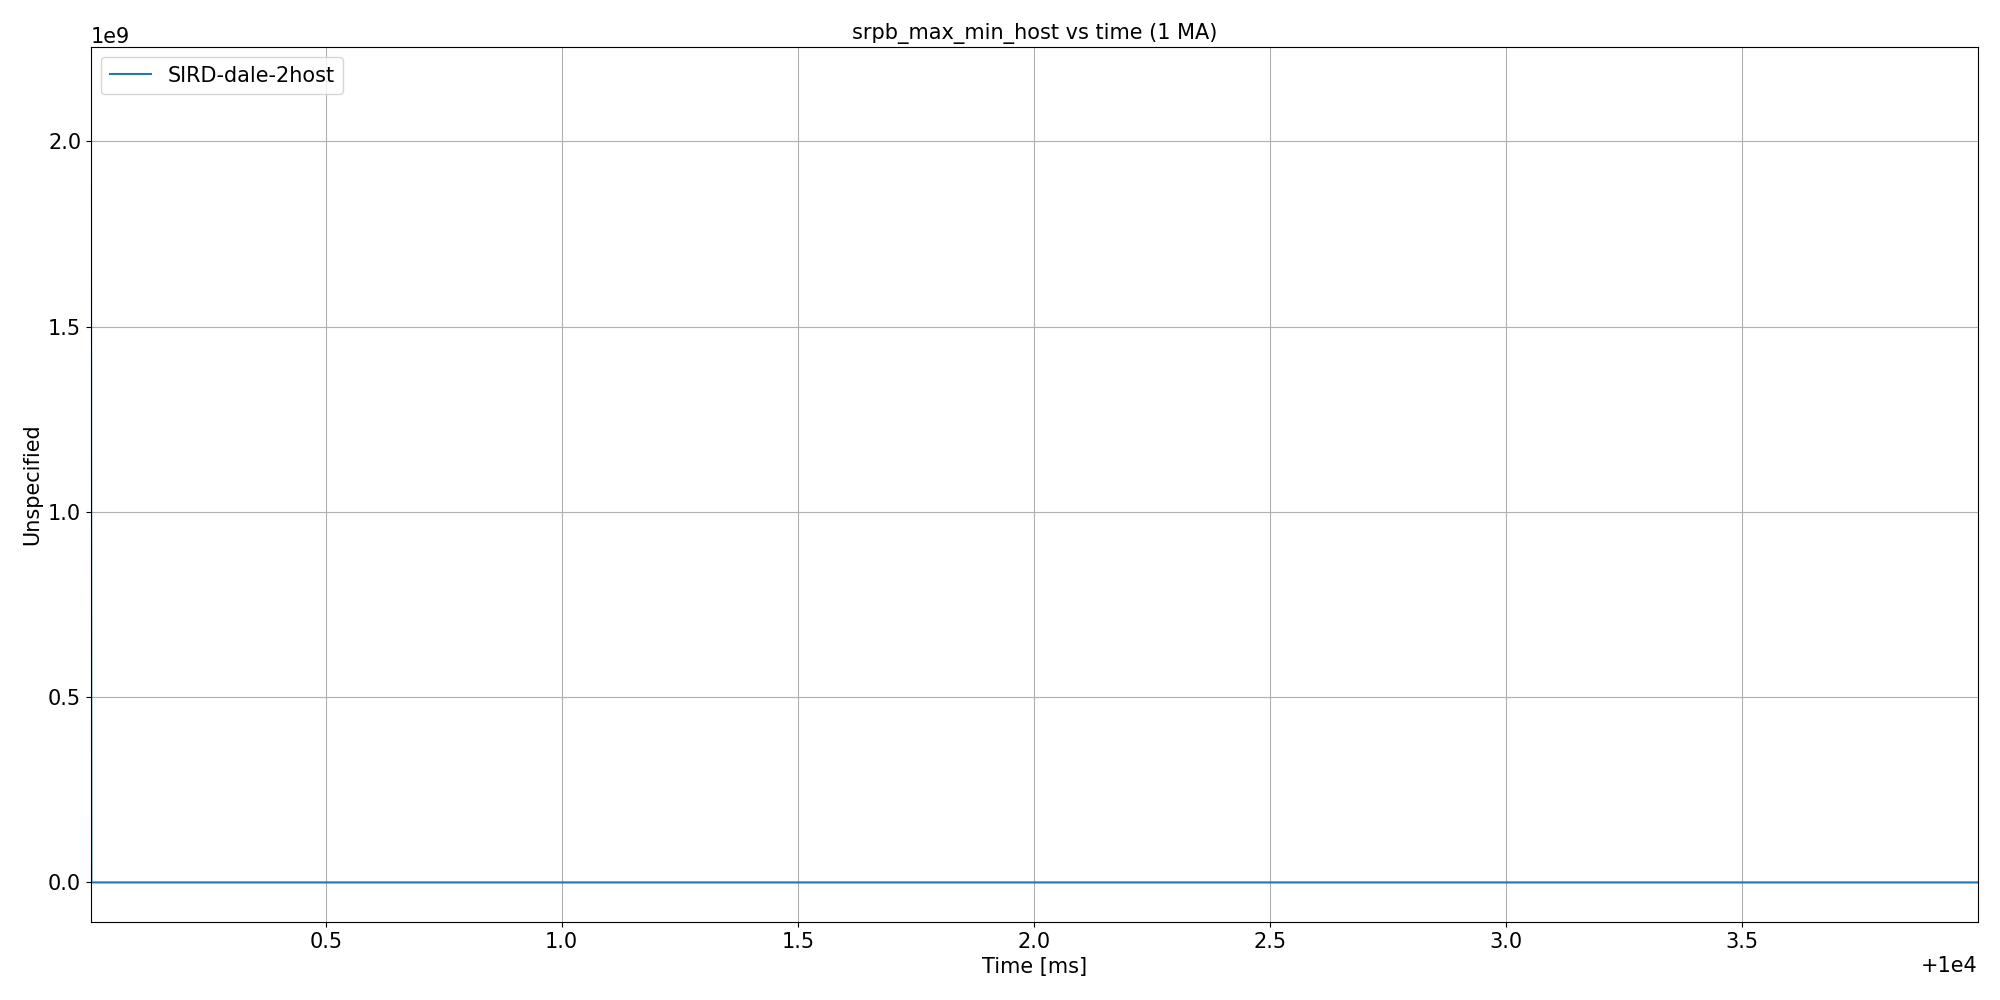 srpb_max_min_host vs time (1 MA)
1e9
SIRD-dale-2host
2.0
1.5
1.0
0.5
0.0
Unspecified
0.5 1.0 1.5 2.0 2.5 3.0 3.5
Time [ms]
+1e4